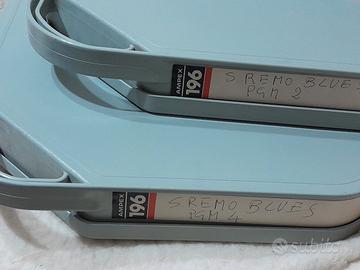 AMPEX
196
S REMO BLUES
PGM 2
AMPEX
196
S REMO BLUES
PGM 4
subito